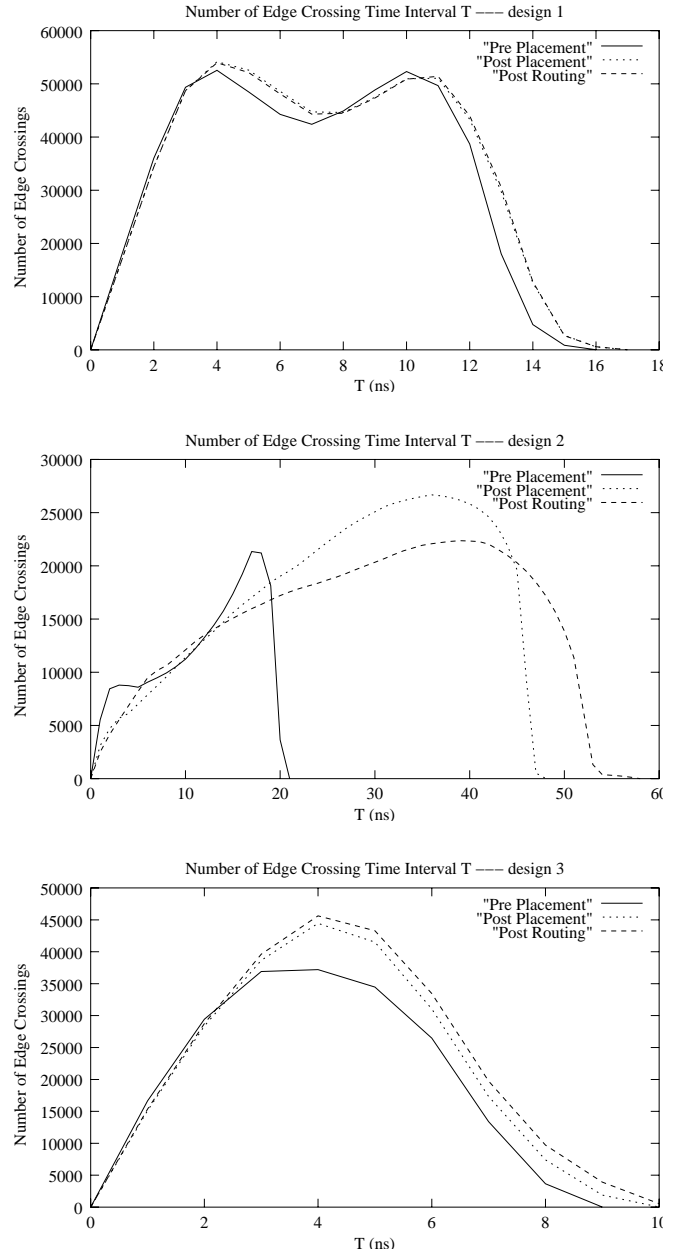 Number of Edge Crossing Time Interval T −−− design 1
60000
50000
40000
30000
20000
10000
0
Number of Edge Crossings
"Pre Placement"
"Post Placement"
"Post Routing"
0 2 4 6 8 10 12 14 16 18
T (ns)
Number of Edge Crossing Time Interval T −−− design 2
30000
25000
20000
15000
10000
5000
0
Number of Edge Crossings
"Pre Placement"
"Post Placement"
"Post Routing"
0 10 20 30 40 50 60
T (ns)
Number of Edge Crossing Time Interval T −−− design 3
50000
45000
40000
35000
30000
25000
20000
15000
10000
5000
0
Number of Edge Crossings
"Pre Placement"
"Post Placement"
"Post Routing"
0 2 4 6 8 10
T (ns)